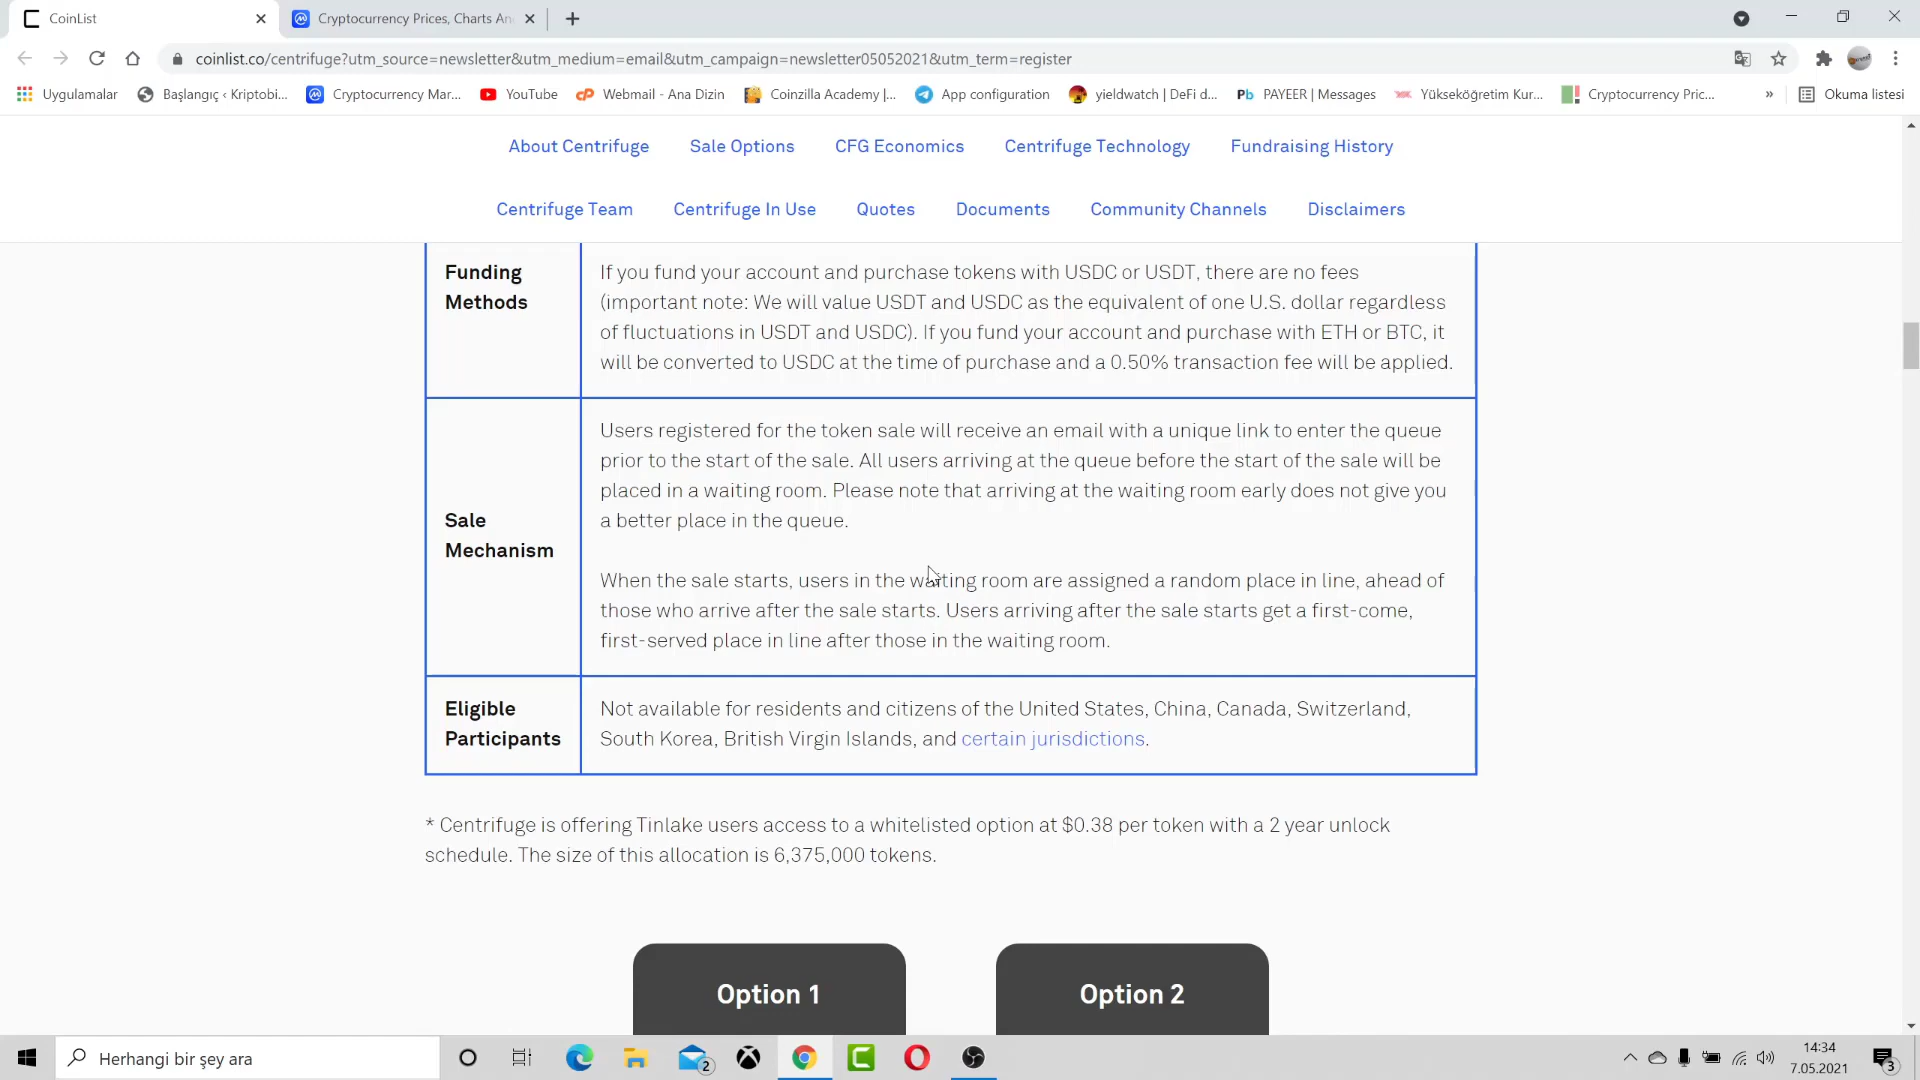 CoinList
Cryptocurrency Prices, Charts An
coinlist.co/centrifuge?utm_source=newsletter&utm_medium=email&utm_campaign=newsletter05052021&utm_term=register
Uygulamalar
Başlangıç ‹ Kriptobi...
Cryptocurrency Mar...
YouTube
Webmail - Ana Dizin
Coinzilla Academy |...
App configuration
yieldwatch | DeFi d...
PAYEER | Messages
Yükseköğretim Kur...
Cryptocurrency Pric...
»
Okuma listesi
About Centrifuge
Sale Options
CFG Economics
Centrifuge Technology
Fundraising History
Centrifuge Team
Centrifuge In Use
Quotes
Documents
Community Channels
Disclaimers
Funding
Methods
If you fund your account and purchase tokens with USDC or USDT, there are no fees
(important note: We will value USDT and USDC as the equivalent of one U.S. dollar regardless
of fluctuations in USDT and USDC). If you fund your account and purchase with ETH or BTC, it
will be converted to USDC at the time of purchase and a 0.50% transaction fee will be applied.
Sale
Mechanism
Users registered for the token sale will receive an email with a unique link to enter the queue
prior to the start of the sale. All users arriving at the queue before the start of the sale will be
placed in a waiting room. Please note that arriving at the waiting room early does not give you
a better place in the queue.
When the sale starts, users in the waiting room are assigned a random place in line, ahead of
those who arrive after the sale starts. Users arriving after the sale starts get a first-come,
first-served place in line after those in the waiting room.
Eligible
Participants
Not available for residents and citizens of the United States, China, Canada, Switzerland,
South Korea, British Virgin Islands, and certain jurisdictions.
* Centrifuge is offering Tinlake users access to a whitelisted option at $0.38 per token with a 2 year unlock
schedule. The size of this allocation is 6,375,000 tokens.
Option 1
Option 2
Herhangi bir şey ara
2
14:34
7.05.2021
3